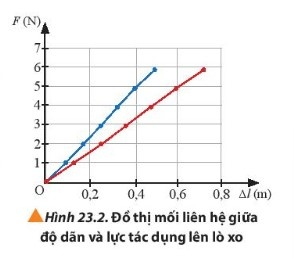 F (N)
7
6
5
4
3
2
1
O
0,2
0,4
0,6
0,8
Δl (m)
Hình 23.2. Đồ thị mối liên hệ giữa
độ dãn và lực tác dụng lên lò xo